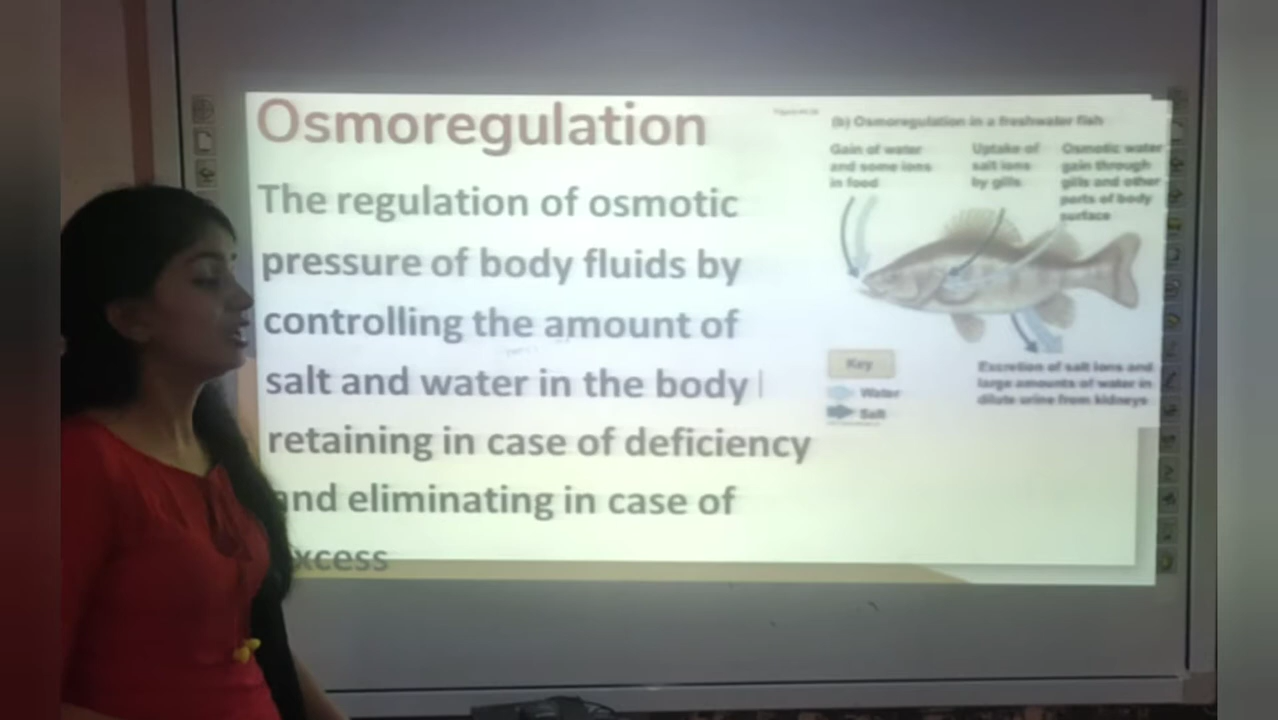 Osmoregulation
The regulation of osmotic
pressure of body fluids by
controlling the amount of
salt and water in the body
retaining in case of deficiency
and eliminating in case of
xcess
(b) Osmoregulation in a freshwater fish
Gain of water
and some ions
in food
Uptake of
salt ions
by gills
Osmotic water
gain through
gills and other
parts of body
surface
Key
Water
Salt
Excretion of salt ions and
large amounts of water in
dilute urine from kidneys